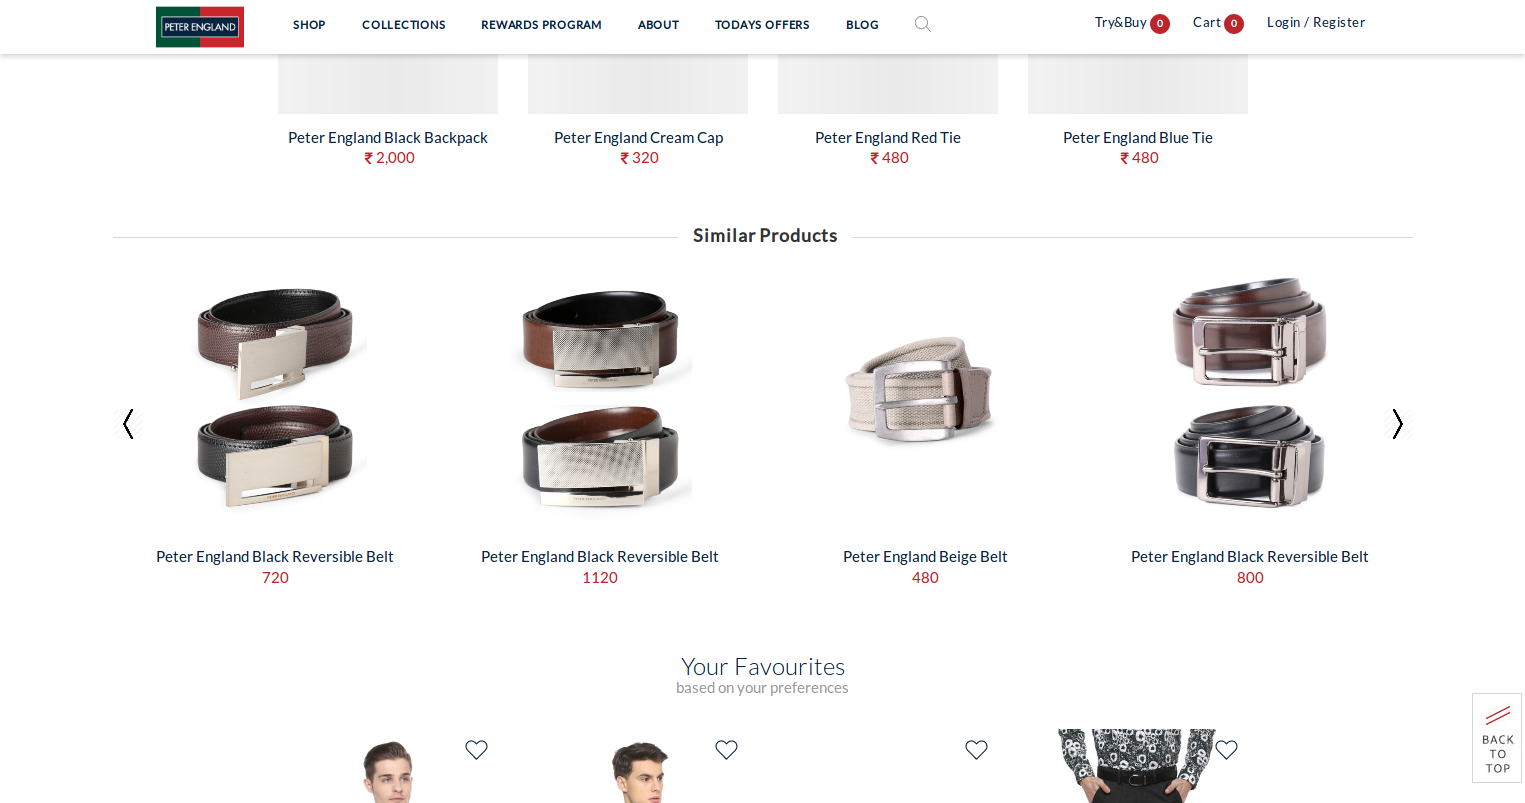 PETER ENGLAND
SHOP COLLECTIONS REWARDS PROGRAM ABOUT TODAYS OFFERS BLOG
Try&Buy 0 Cart 0 Login / Register
Peter England Black Backpack
₹ 2,000
Peter England Cream Cap
₹ 320
Peter England Red Tie
₹ 480
Peter England Blue Tie
₹ 480
Similar Products
Peter England Black Reversible Belt
720
Peter England Black Reversible Belt
1120
Peter England Beige Belt
480
Peter England Black Reversible Belt
800
Your Favourites
based on your preferences
BACK
TO
TOP